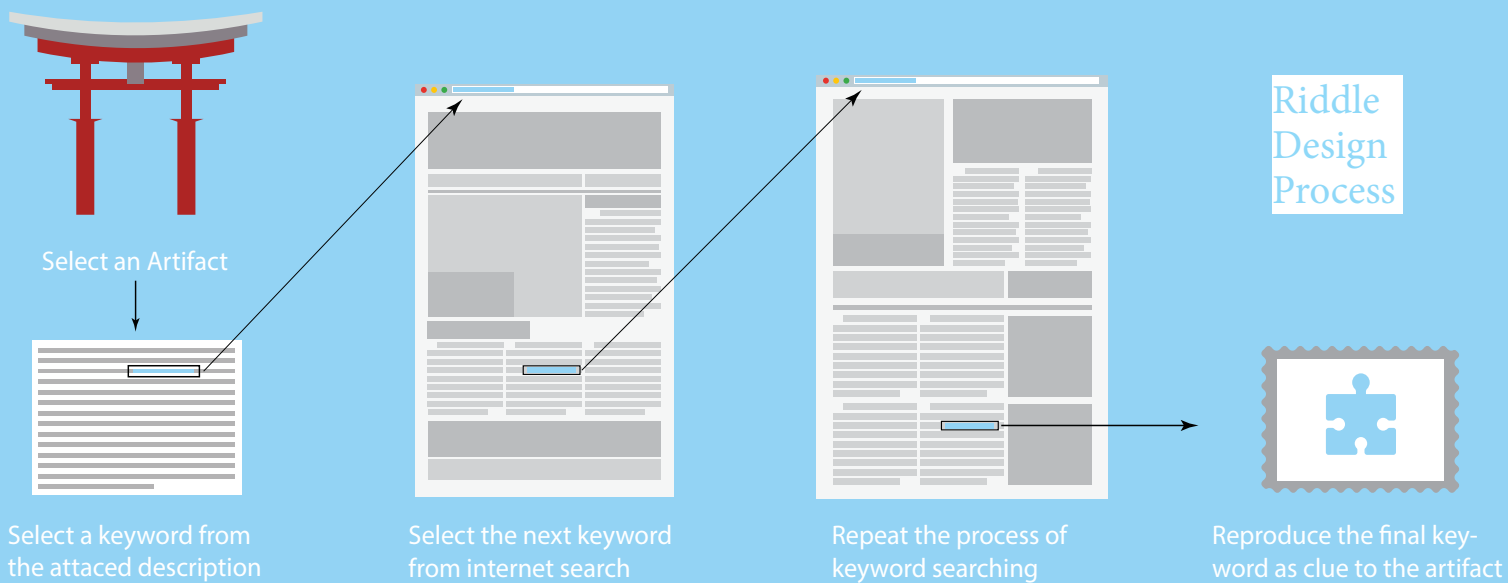 Riddle
Design
Process
Select an Artifact
Select a keyword from
the attaced description
Select the next keyword
from internet search
Repeat the process of
keyword searching
Reproduce the final key-
word as clue to the artifact